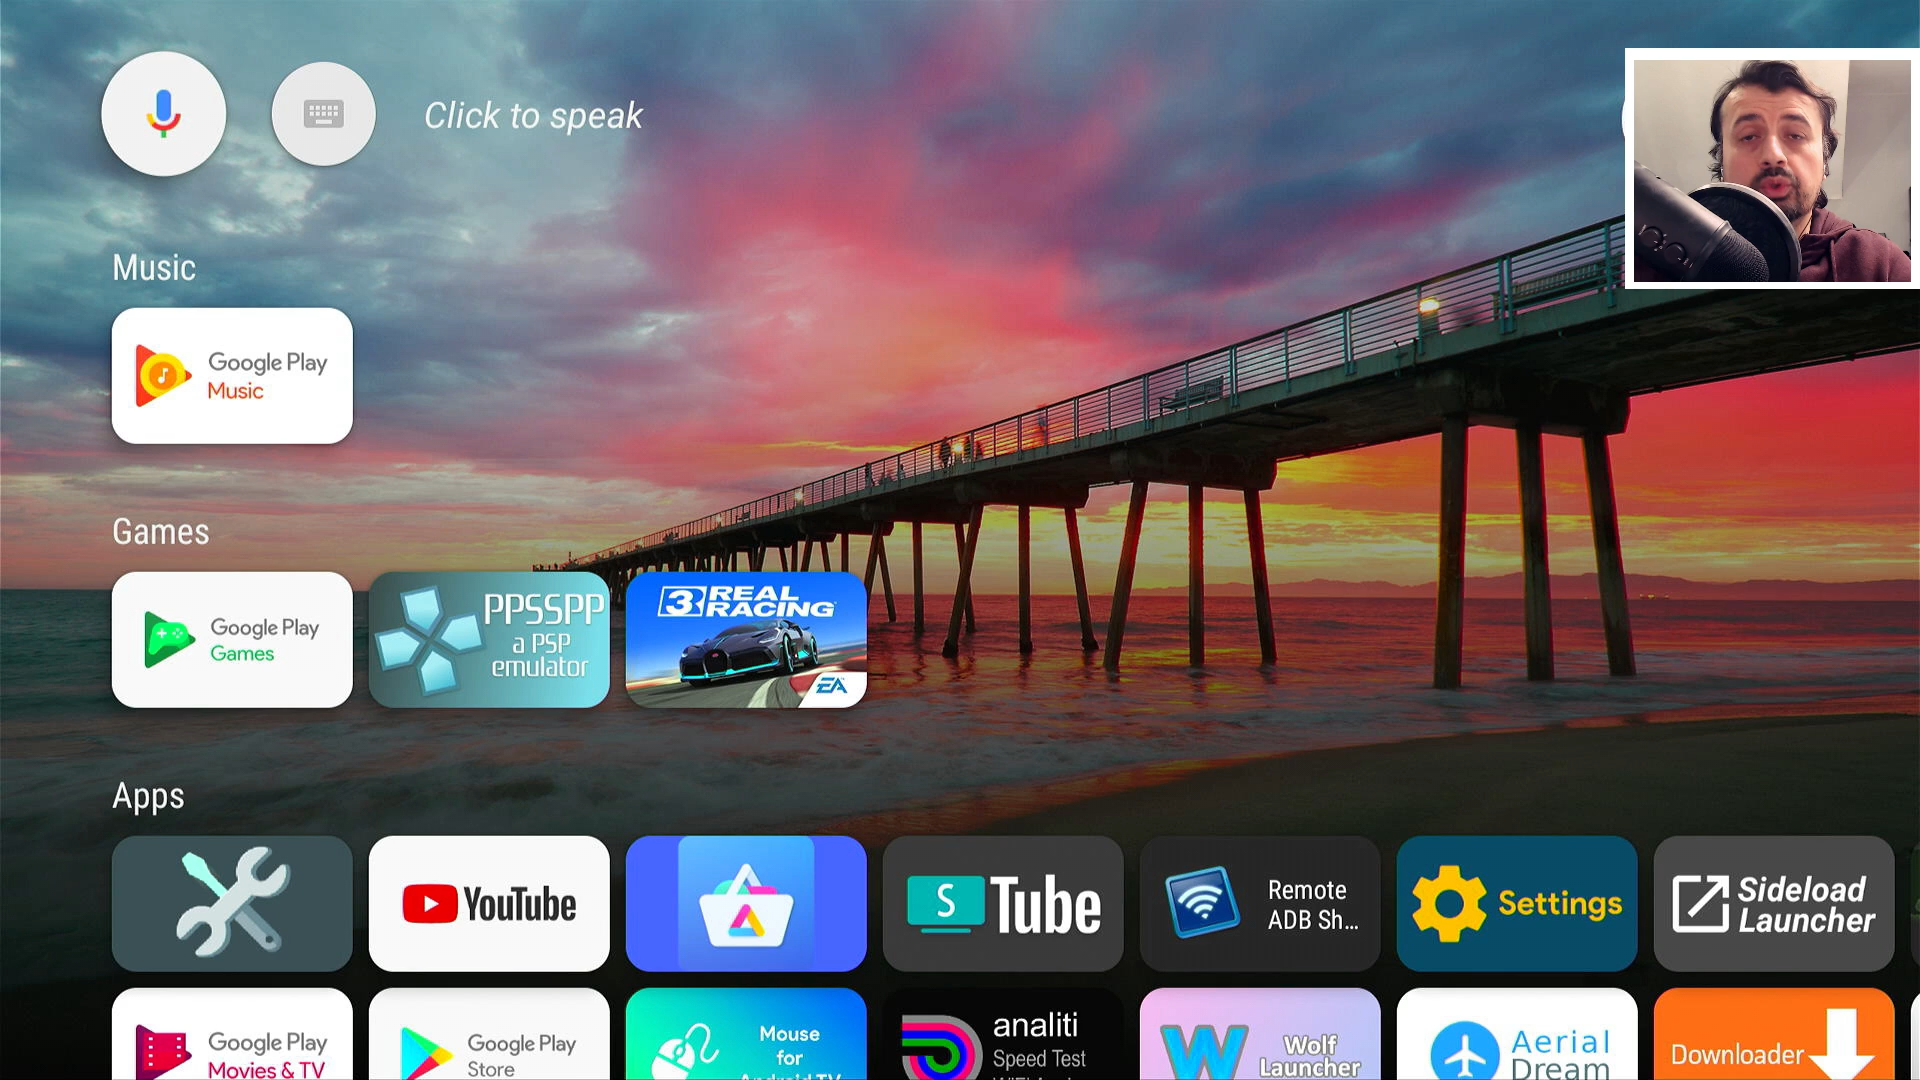 Click to speak
Music
Google Play
Music
Games
Google Play
Games
PPSSPP
a PSP
emulator
3 REAL
RACING
EA
Apps
YouTube
S Tube
Remote
ADB Sh...
Settings
Sideload
Launcher
Google Play
Movies & TV
Google Play
Store
Mouse
for
Android TV
analiti
Speed Test
W Wolf
Launcher
Aerial
Dream
Downloader